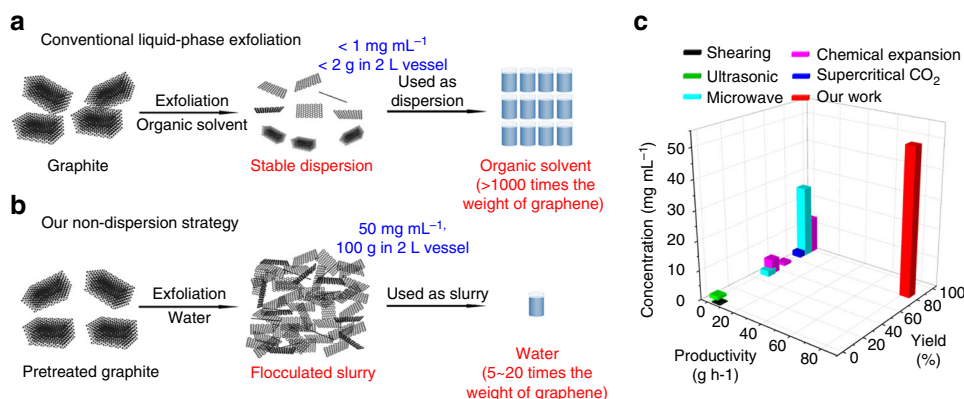 a
Conventional liquid-phase exfoliation
< 1 mg mL⁻¹
< 2 g in 2 L vessel
Exfoliation
Organic solvent
Used as
dispersion
Graphite
Stable dispersion
Organic solvent
(>1000 times the
weight of graphene)
b
Our non-dispersion strategy
50 mg mL⁻¹,
100 g in 2 L vessel
Exfoliation
Water
Used as slurry
Pretreated graphite
Flocculated slurry
Water
(5~20 times the
weight of graphene)
c
Shearing
Ultrasonic
Microwave
Chemical expansion
Supercritical CO₂
Our work
Concentration (mg mL⁻¹)
50
40
30
20
10
0
0
20
40
60
80
Productivity
(g h-1)
0
20
40
60
80
100
Yield
(%)